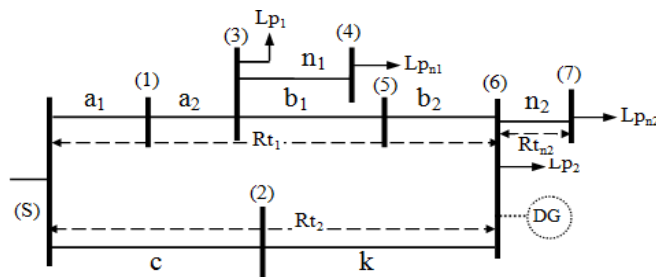 (3)
Lp1
(4)
n1
Lpn1
(1)
(5)
(6)
(7)
a1
a2
b1
b2
n2
Lpn2
Rt1
Rtn2
Lp2
(S)
(2)
Rt2
DG
c
k